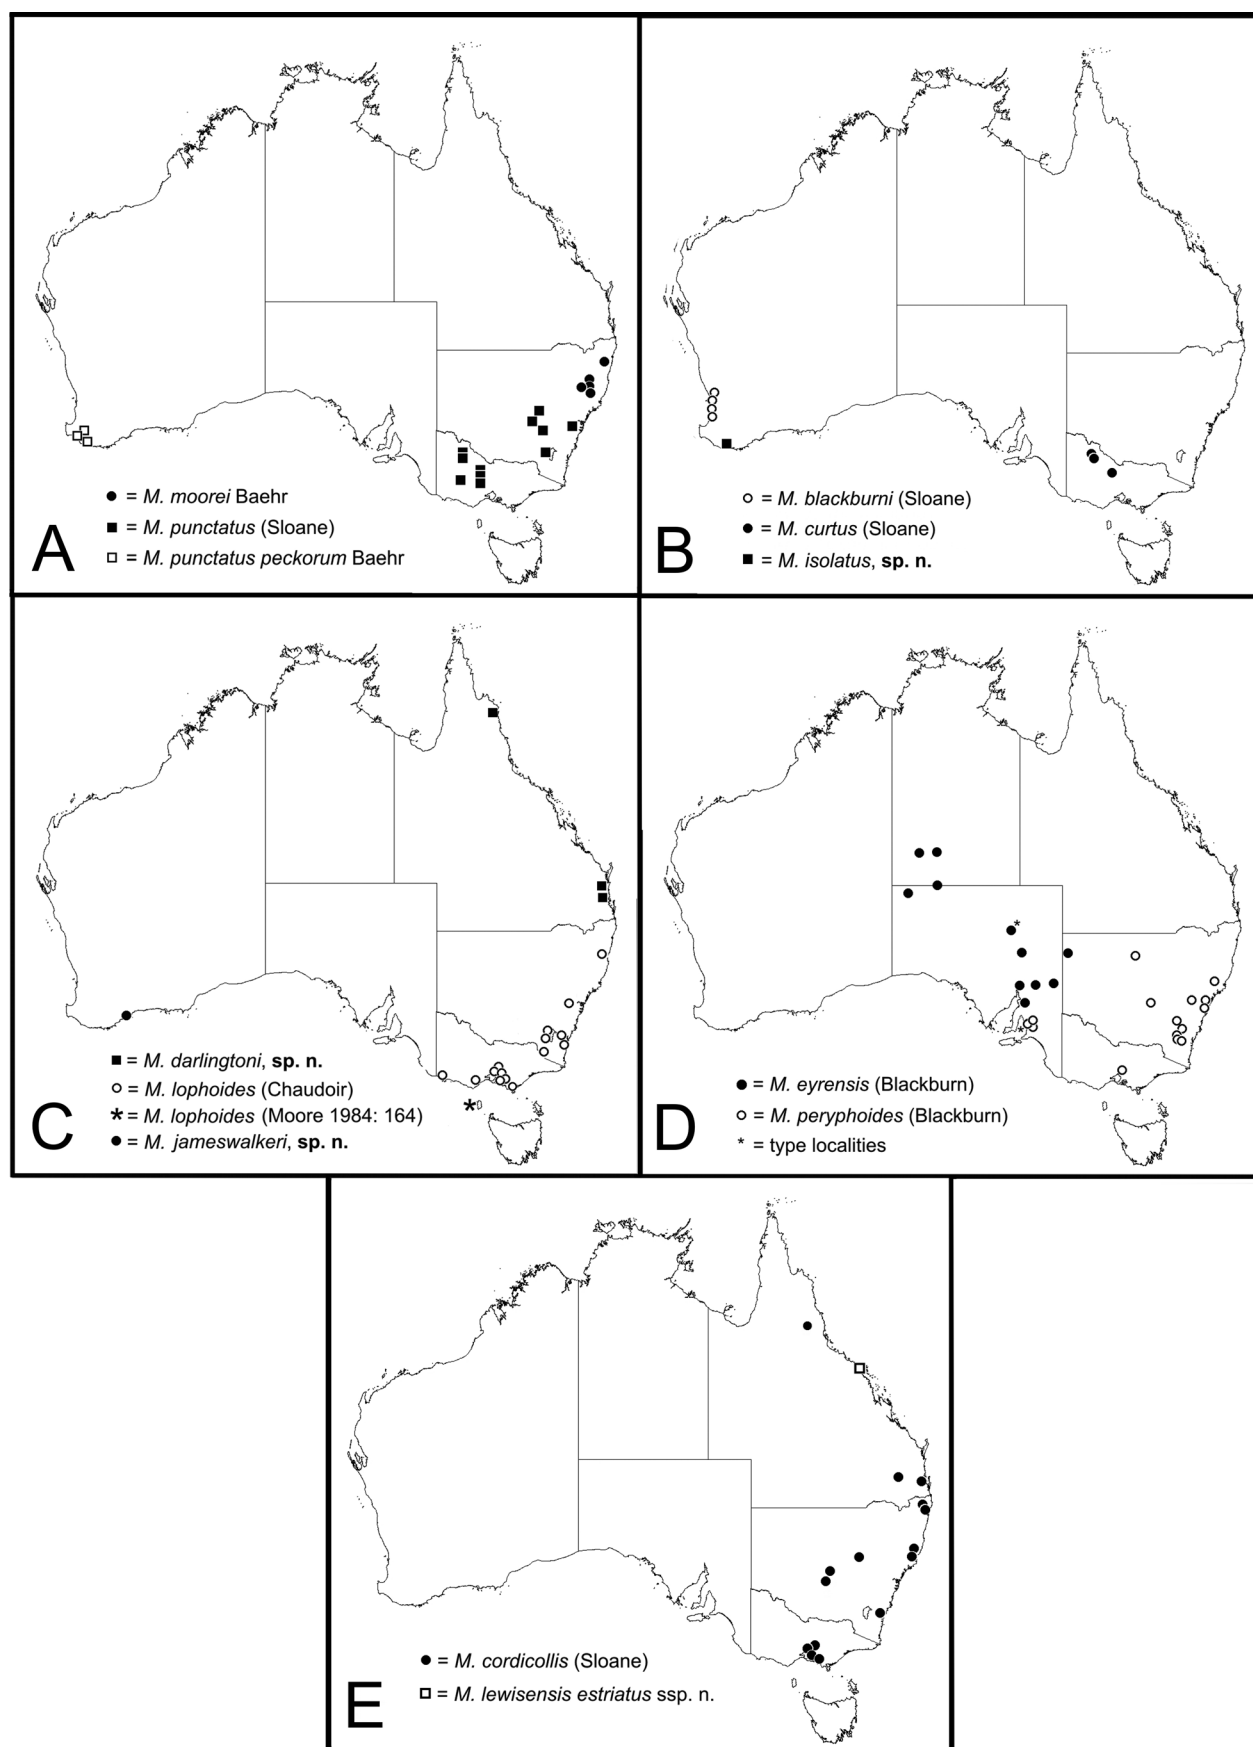 ● = M. moorei Baehr
■ = M. punctatus (Sloane)
□ = M. punctatus peckorum Baehr
A
○ = M. blackburni (Sloane)
● = M. curtus (Sloane)
■ = M. isolatus, sp. n.
B
■ = M. darlingtoni, sp. n.
○ = M. lophoides (Chaudoir)
* = M. lophoides (Moore 1984: 164)
● = M. jameswalkeri, sp. n.
C
● = M. eyrensis (Blackburn)
○ = M. peryphoides (Blackburn)
* = type localities
D
● = M. cordicollis (Sloane)
□ = M. lewisensis estriatus ssp. n.
E